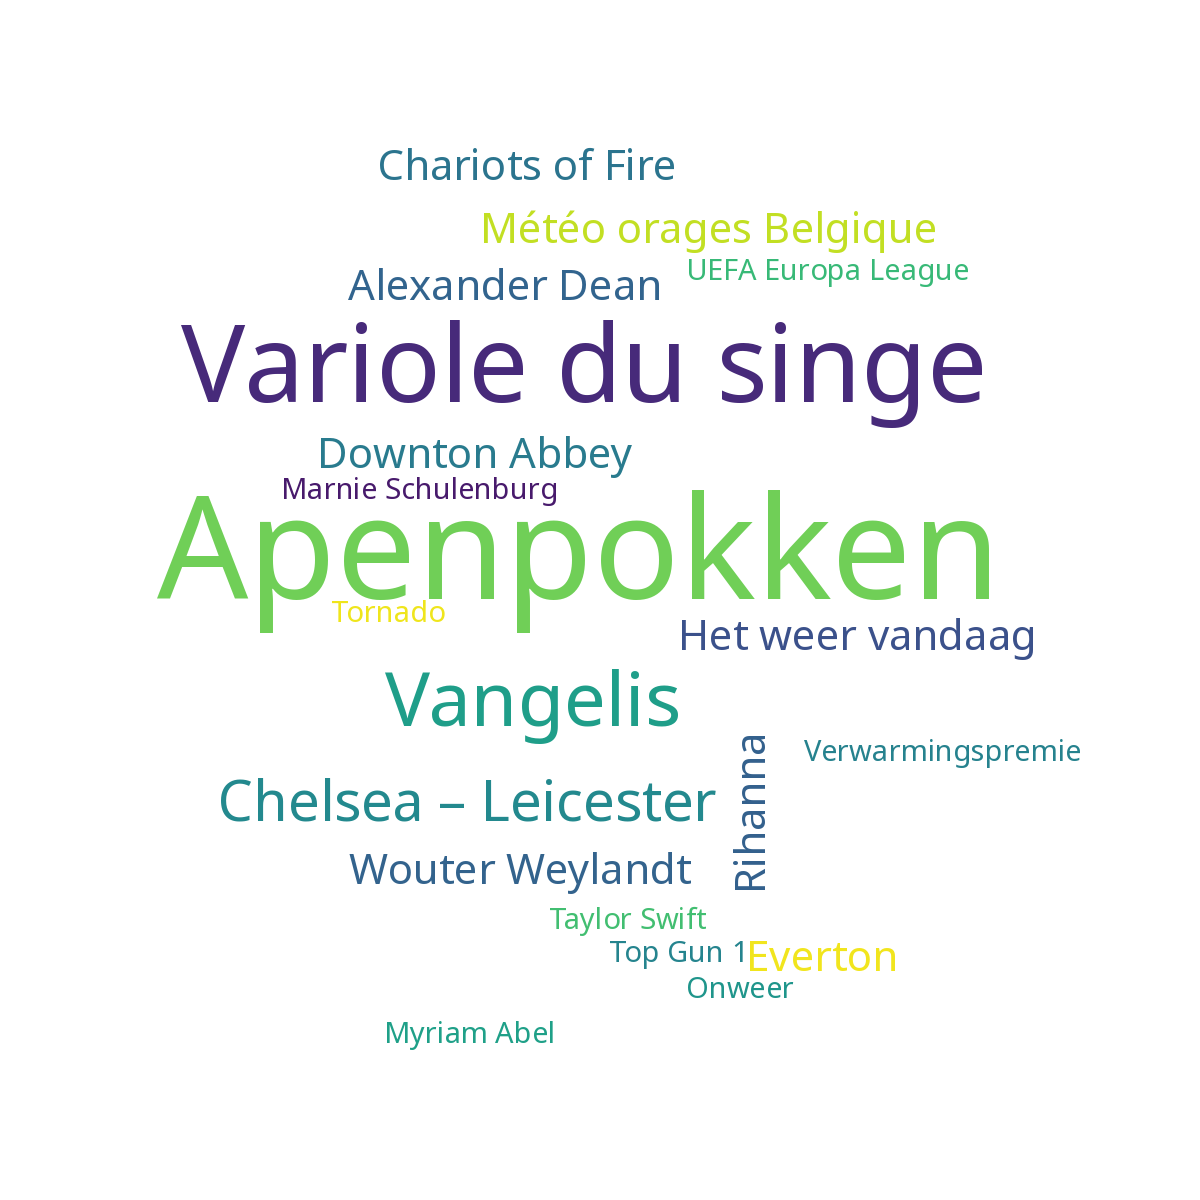 Chariots of Fire
Météo orages Belgique
UEFA Europa League
Alexander Dean
Variole du singe
Downton Abbey
Marnie Schulenburg
Apenpokken
Tornado
Het weer vandaag
Vangelis
Rihanna
Verwarmingspremie
Chelsea – Leicester
Wouter Weylandt
Taylor Swift
Top Gun 1
Everton
Onweer
Myriam Abel